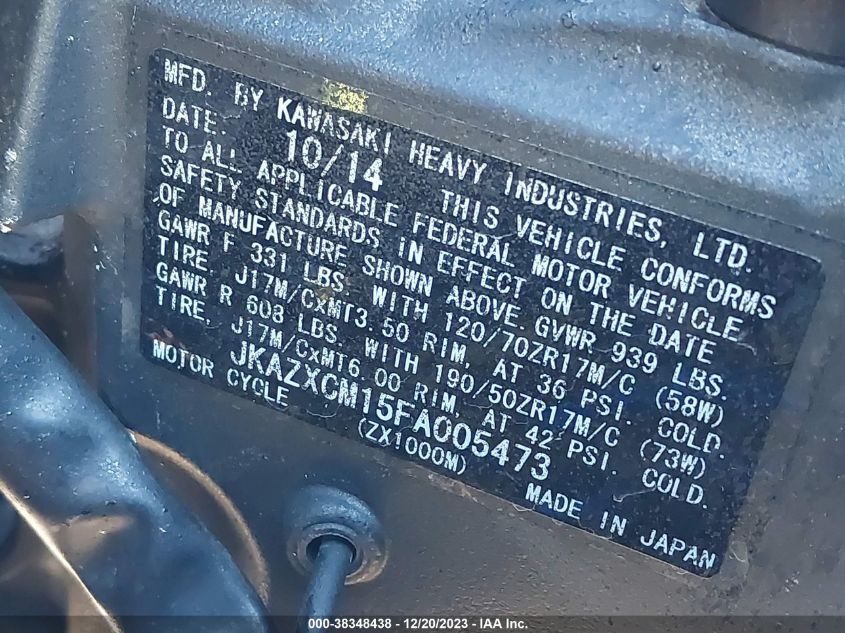 MFD. BY KAWASAKI HEAVY INDUSTRIES, LTD.
DATE. 10/14 THIS VEHICLE CONFORMS
TO ALL APPLICABLE FEDERAL MOTOR VEHICLE
SAFETY STANDARDS IN EFFECT ON THE DATE
OF MANUFACTURE SHOWN ABOVE. GVWR 939 LBS.
GAWR F 331 LBS. WITH 120/70ZR17M/C (58W)
TIRE, J17M/CXMT3.50 RIM, AT 36 PSI. COLD.
GAWR R 608 LBS. WITH 190/50ZR17M/C (73W)
TIRE, J17M/CXMT6.00 RIM, AT 42 PSI. COLD.
JKAZXCM15FA005473
MOTOR CYCLE (ZX1000M) MADE IN JAPAN
000-38348438 - 12/20/2023 - IAA Inc.